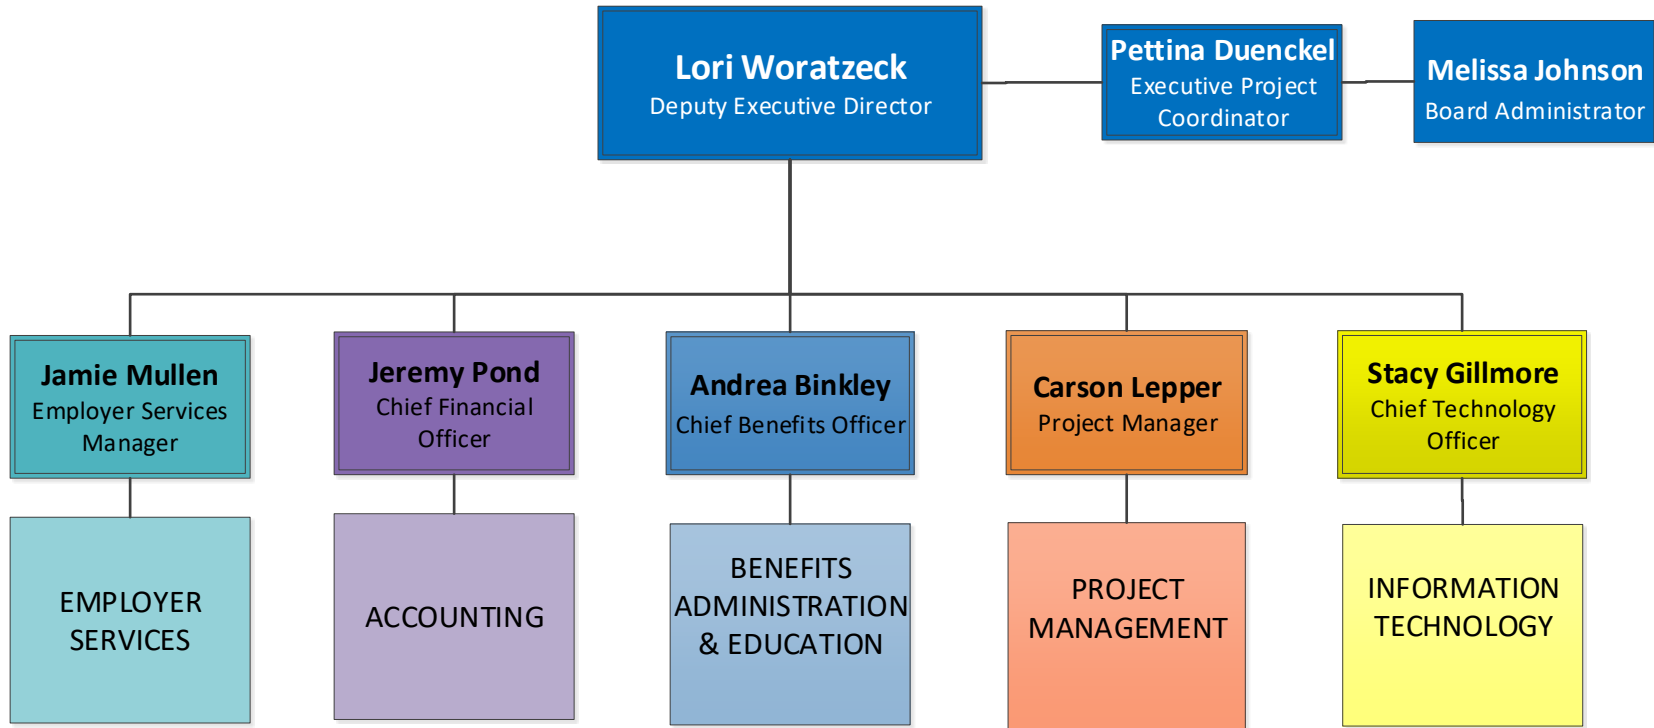 Lori Woratzeck
Deputy Executive Director
Pettina Duenckel
Executive Project
Coordinator
Melissa Johnson
Board Administrator
Jamie Mullen
Employer Services
Manager
Jeremy Pond
Chief Financial
Officer
Andrea Binkley
Chief Benefits Officer
Carson Lepper
Project Manager
Stacy Gillmore
Chief Technology
Officer
EMPLOYER
SERVICES
ACCOUNTING
BENEFITS
ADMINISTRATION
& EDUCATION
PROJECT
MANAGEMENT
INFORMATION
TECHNOLOGY